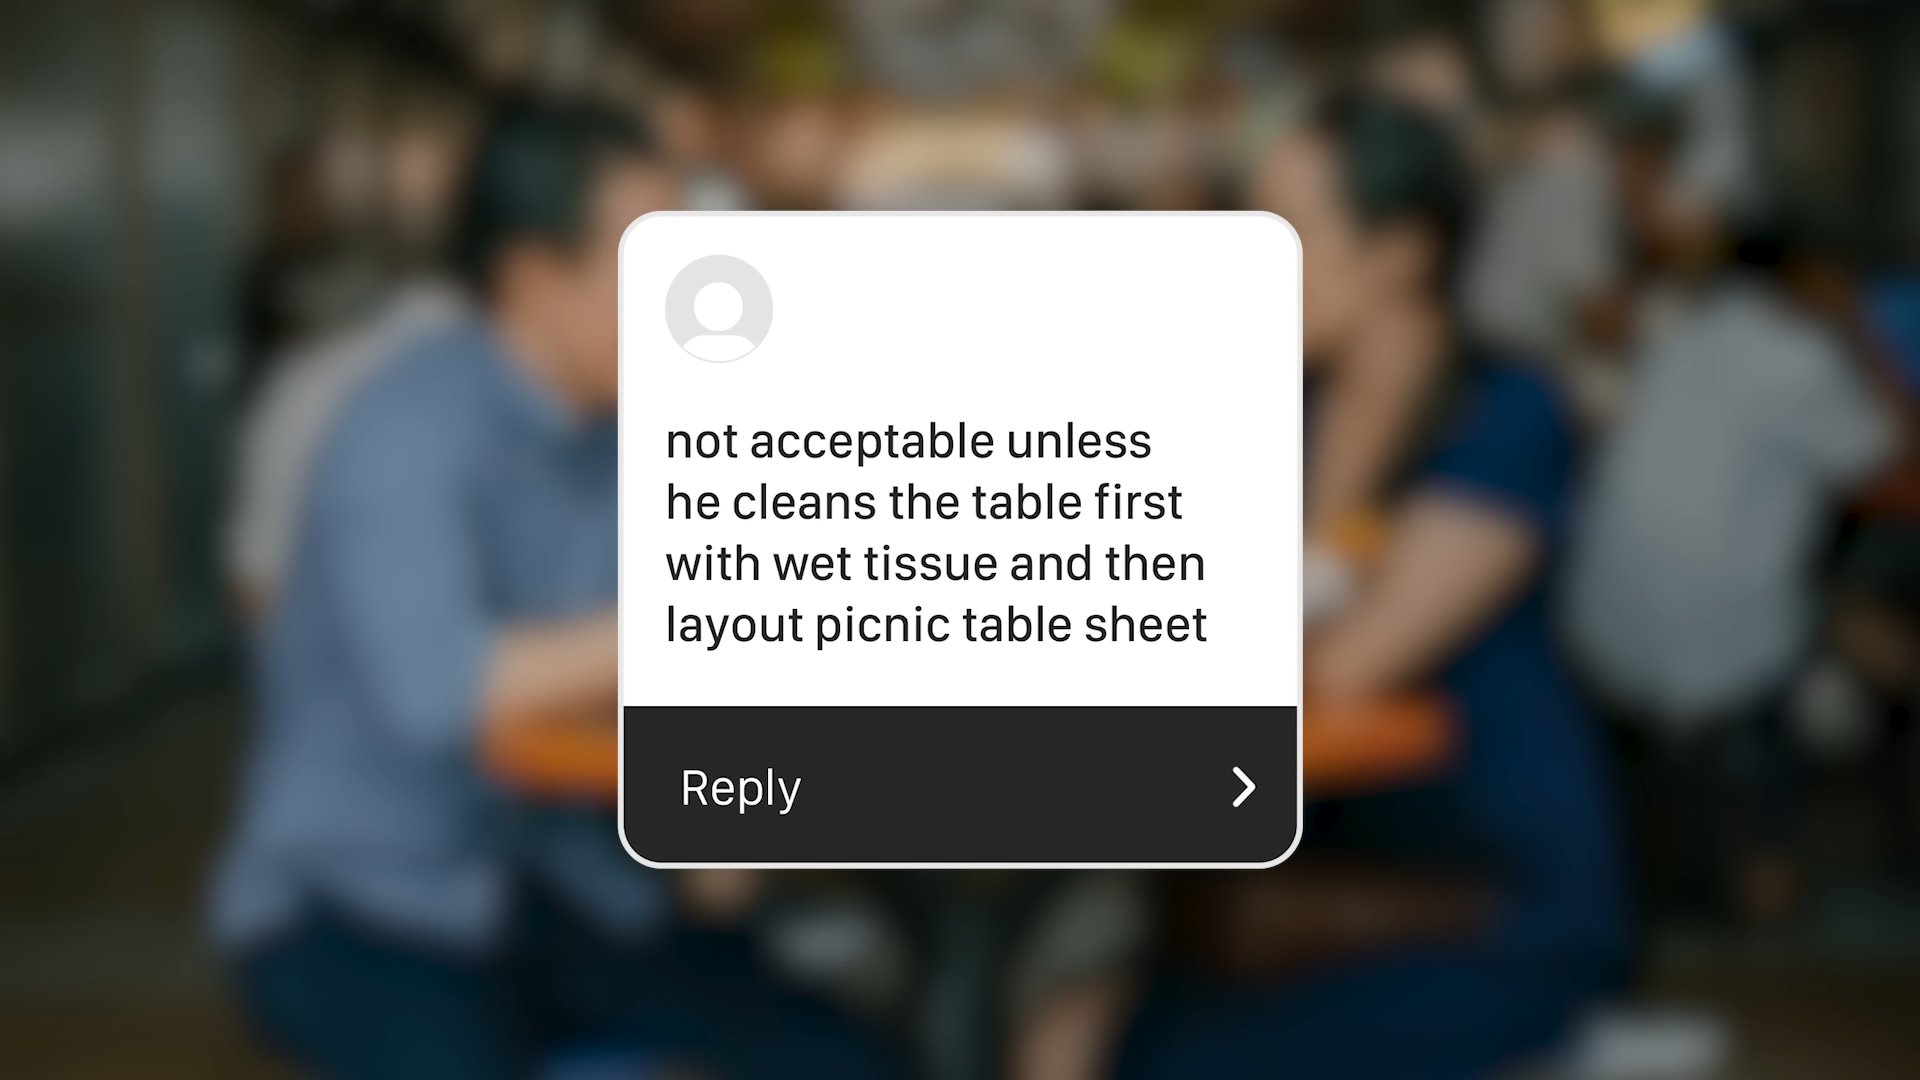 not acceptable unless
he cleans the table first
with wet tissue and then
layout picnic table sheet
Reply